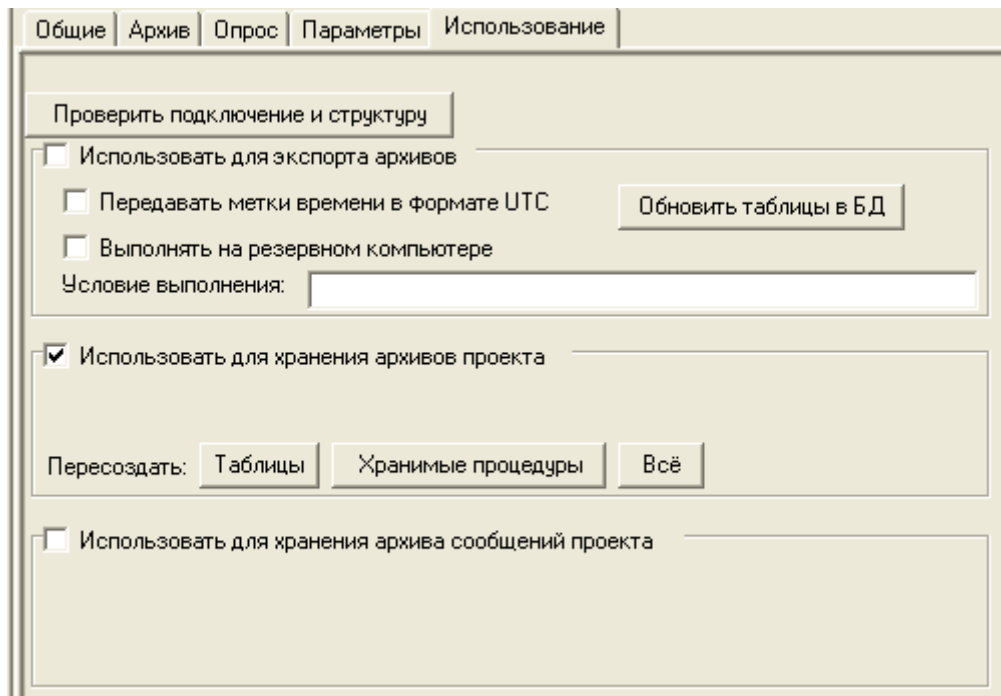 Общие Архив Опрос Параметры Использование
Проверить подключение и структуру
Использовать для экспорта архивов
Передавать метки времени в формате UTC Обновить таблицы в БД
Выполнять на резервном компьютере
Условие выполнения:
Использовать для хранения архивов проекта
Пересоздать: Таблицы Хранимые процедуры Всё
Использовать для хранения архива сообщений проекта